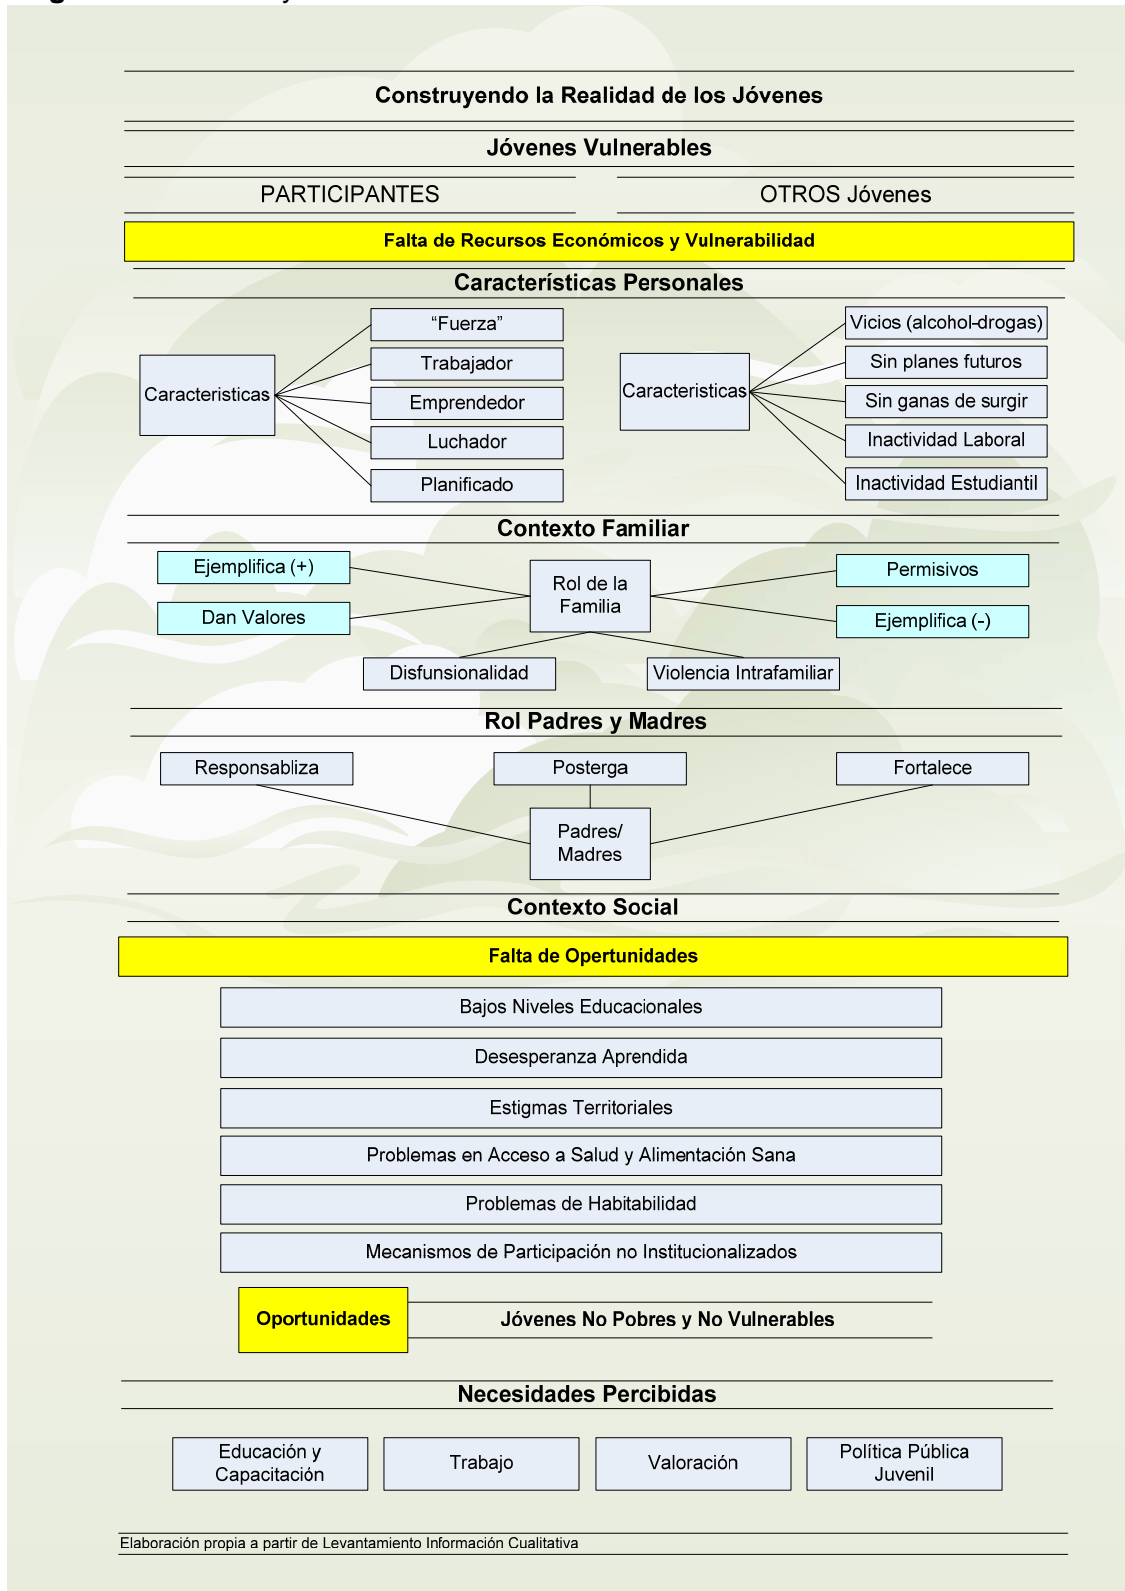 Construyendo la Realidad de los Jóvenes
Jóvenes Vulnerables
PARTICIPANTES
OTROS Jóvenes
Falta de Recursos Económicos y Vulnerabilidad
Características Personales
Caracteristicas
“Fuerza”
Trabajador
Emprendedor
Luchador
Planificado
Caracteristicas
Vicios (alcohol-drogas)
Sin planes futuros
Sin ganas de surgir
Inactividad Laboral
Inactividad Estudiantil
Contexto Familiar
Ejemplifica (+)
Dan Valores
Rol de la
Familia
Permisivos
Ejemplifica (-)
Disfunsionalidad
Violencia Intrafamiliar
Rol Padres y Madres
Responsabliza
Posterga
Fortalece
Padres/
Madres
Contexto Social
Falta de Opertunidades
Bajos Niveles Educacionales
Desesperanza Aprendida
Estigmas Territoriales
Problemas en Acceso a Salud y Alimentación Sana
Problemas de Habitabilidad
Mecanismos de Participación no Institucionalizados
Oportunidades
Jóvenes No Pobres y No Vulnerables
Necesidades Percibidas
Educación y
Capacitación
Trabajo
Valoración
Política Pública
Juvenil
Elaboración propia a partir de Levantamiento Información Cualitativa